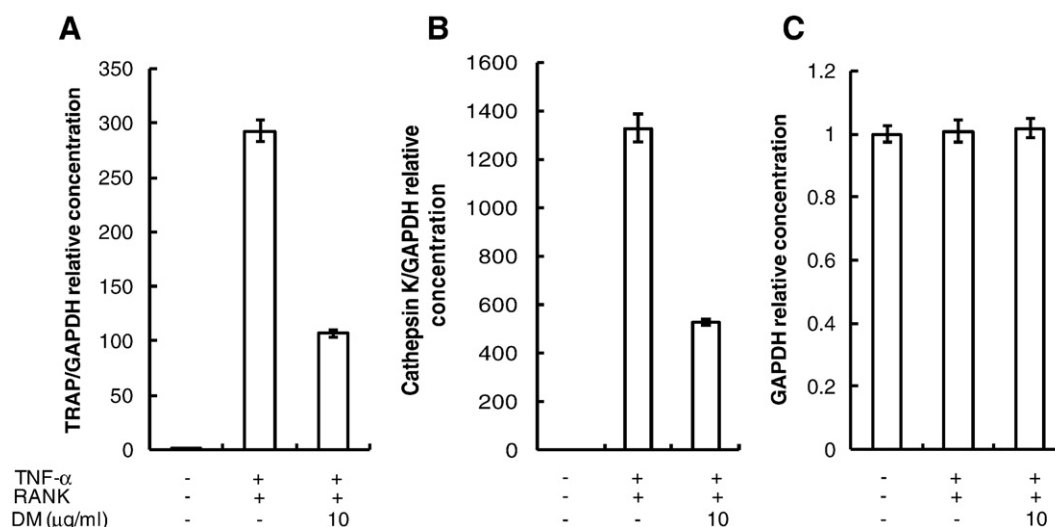 A
TRAP/GAPDH relative concentration
350
300
250
200
150
100
50
0
B
Cathepsin K/GAPDH relative
concentration
1600
1400
1200
1000
800
600
400
200
0
C
GAPDH relative concentration
1.2
1
0.8
0.6
0.4
0.2
0
TNF-α - + + - + + - + +
RANK - + + - + + - + +
DM (µg/ml) - - 10 - - 10 - - 10